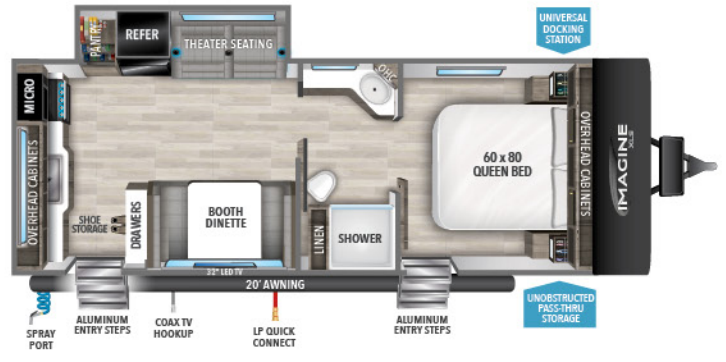 UNIVERSAL
DOCKING
STATION
PANTRY
REFER
THEATER SEATING
OHC
MICRO
OVERHEAD CABINETS
60 x 80
QUEEN BED
OVERHEAD CABINETS
IMAGINE
XLS
SHOE
STORAGE
DRAWERS
BOOTH
DINETTE
LINEN
SHOWER
32" LED TV
20' AWNING
UNOBSTRUCTED
PASS-THRU
STORAGE
SPRAY
PORT
ALUMINUM
ENTRY STEPS
COAX TV
HOOKUP
LP QUICK
CONNECT
ALUMINUM
ENTRY STEPS